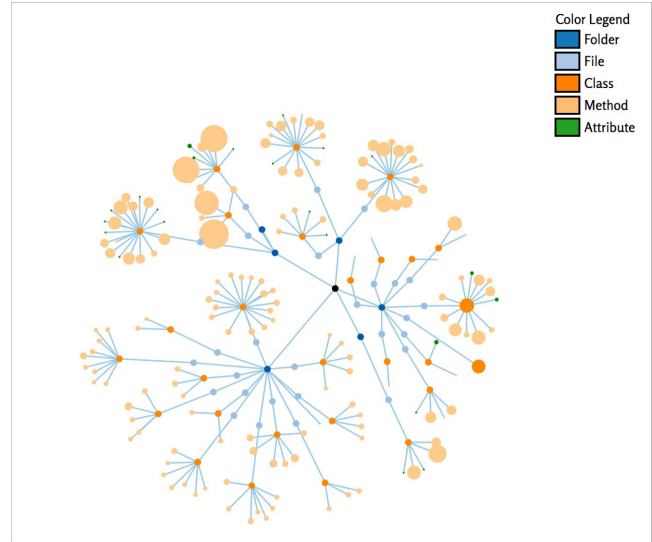 Color Legend
Folder
File
Class
Method
Attribute